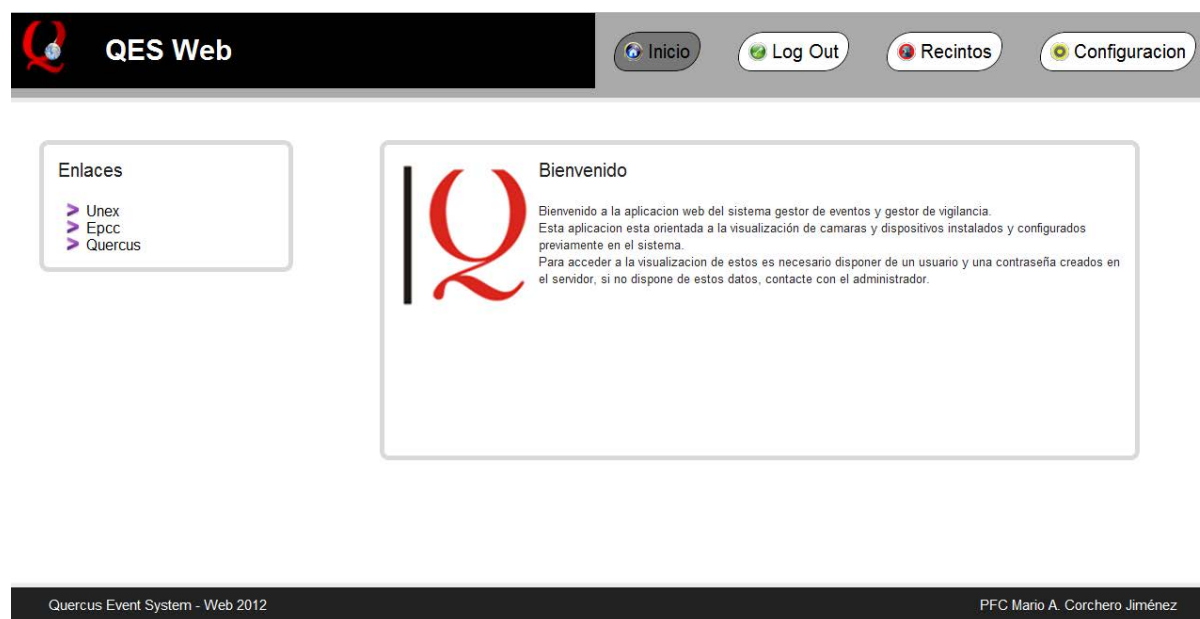 QES Web
Inicio
Log Out
Recintos
Configuracion
Enlaces
Unex
Epcc
Quercus
Bienvenido
Bienvenido a la aplicacion web del sistema gestor de eventos y gestor de vigilancia.
Esta aplicacion esta orientada a la visualización de camaras y dispositivos instalados y configurados
previamente en el sistema.
Para acceder a la visualizacion de estos es necesario disponer de un usuario y una contraseña creados en
el servidor, si no dispone de estos datos, contacte con el administrador.
Quercus Event System - Web 2012
PFC Mario A. Corchero Jiménez